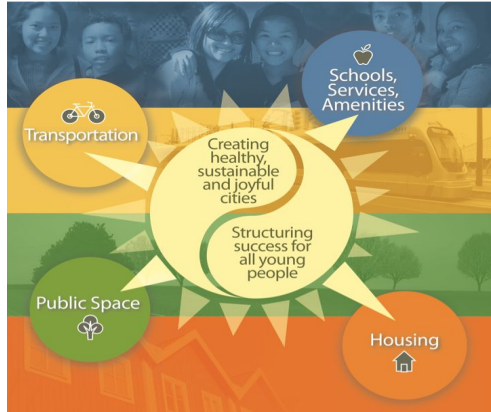 Schools,
Services,
Amenities
Transportation
Creating
healthy,
sustainable
and joyful
cities
Structuring
success for
all young
people
Public Space
Housing